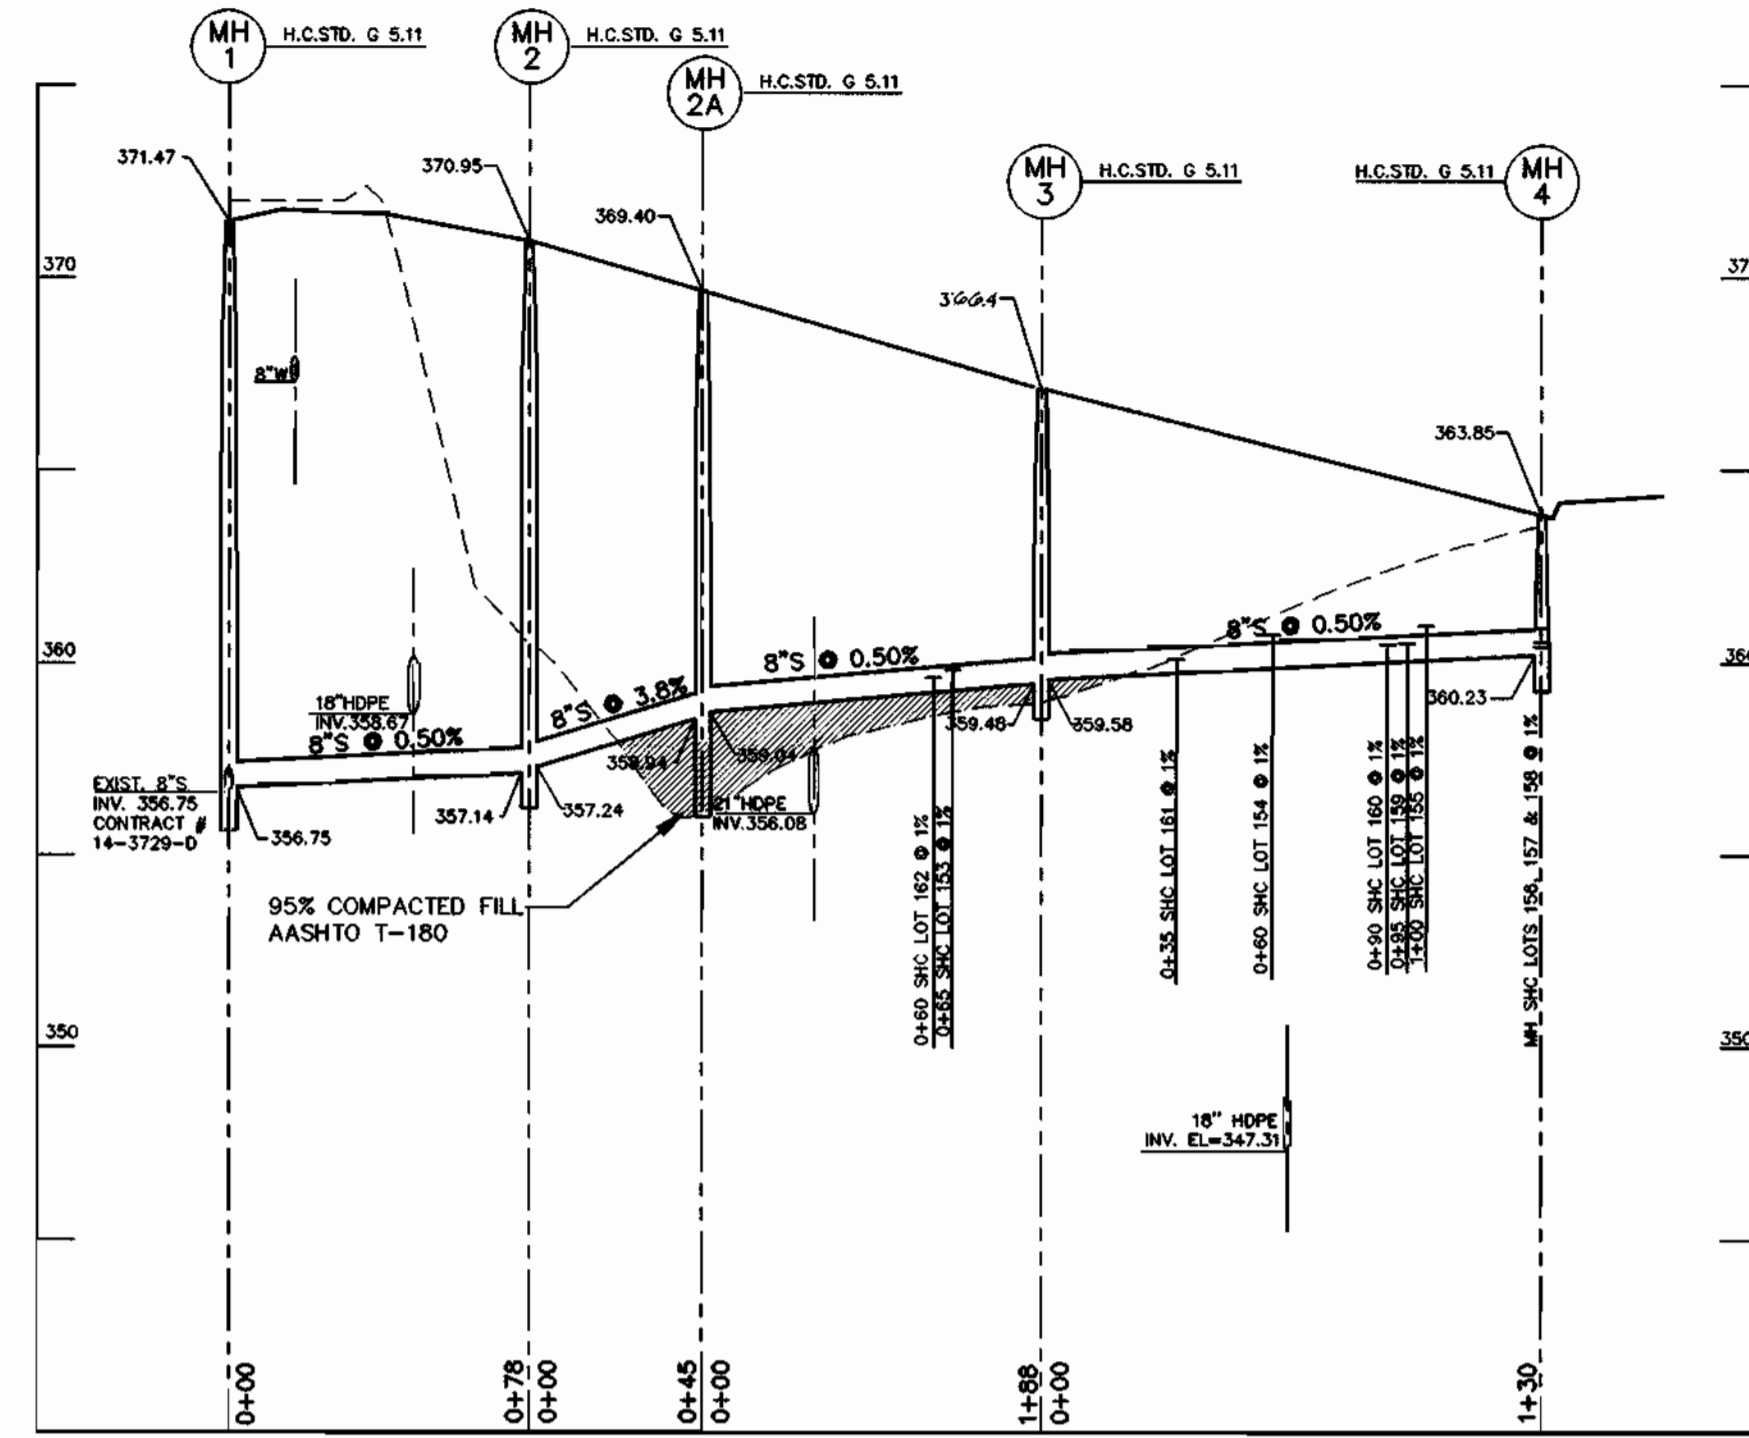 MH
1
H.C.STD. G 5.11
MH
2
H.C.STD. G 5.11
MH
2A
H.C.STD. G 5.11
MH
3
H.C.STD. G 5.11
H.C.STD. G 5.11
MH
4
371.47
370.95
369.40
366.4
363.85
370
360
350
8"W
18"HDPE
INV.358.67
8"S @ 0.50%
8"S @ 3.8%
8"S @ 0.50%
8"S @ 0.50%
EXIST. 8"S
INV. 356.75
CONTRACT #
14-3729-D
356.75
357.14
357.24
359.04
359.48
359.58
360.23
21"HDPE
INV.356.08
95% COMPACTED FILL
AASHTO T-180
0+60 SHC LOT 162 @ 1%
0+65 SHC LOT 153 @ 1%
0+35 SHC LOT 161 @ 1%
0+60 SHC LOT 154 @ 1%
0+90 SHC LOT 160 @ 1%
0+95 SHC LOT 159 @ 1%
1+00 SHC LOT 155 @ 1%
MH SHC LOTS 156, 157 & 158 @ 1%
18" HDPE
INV. EL=347.31
0+00
0+78
0+00
0+45
0+00
1+88
0+00
1+30
37
350